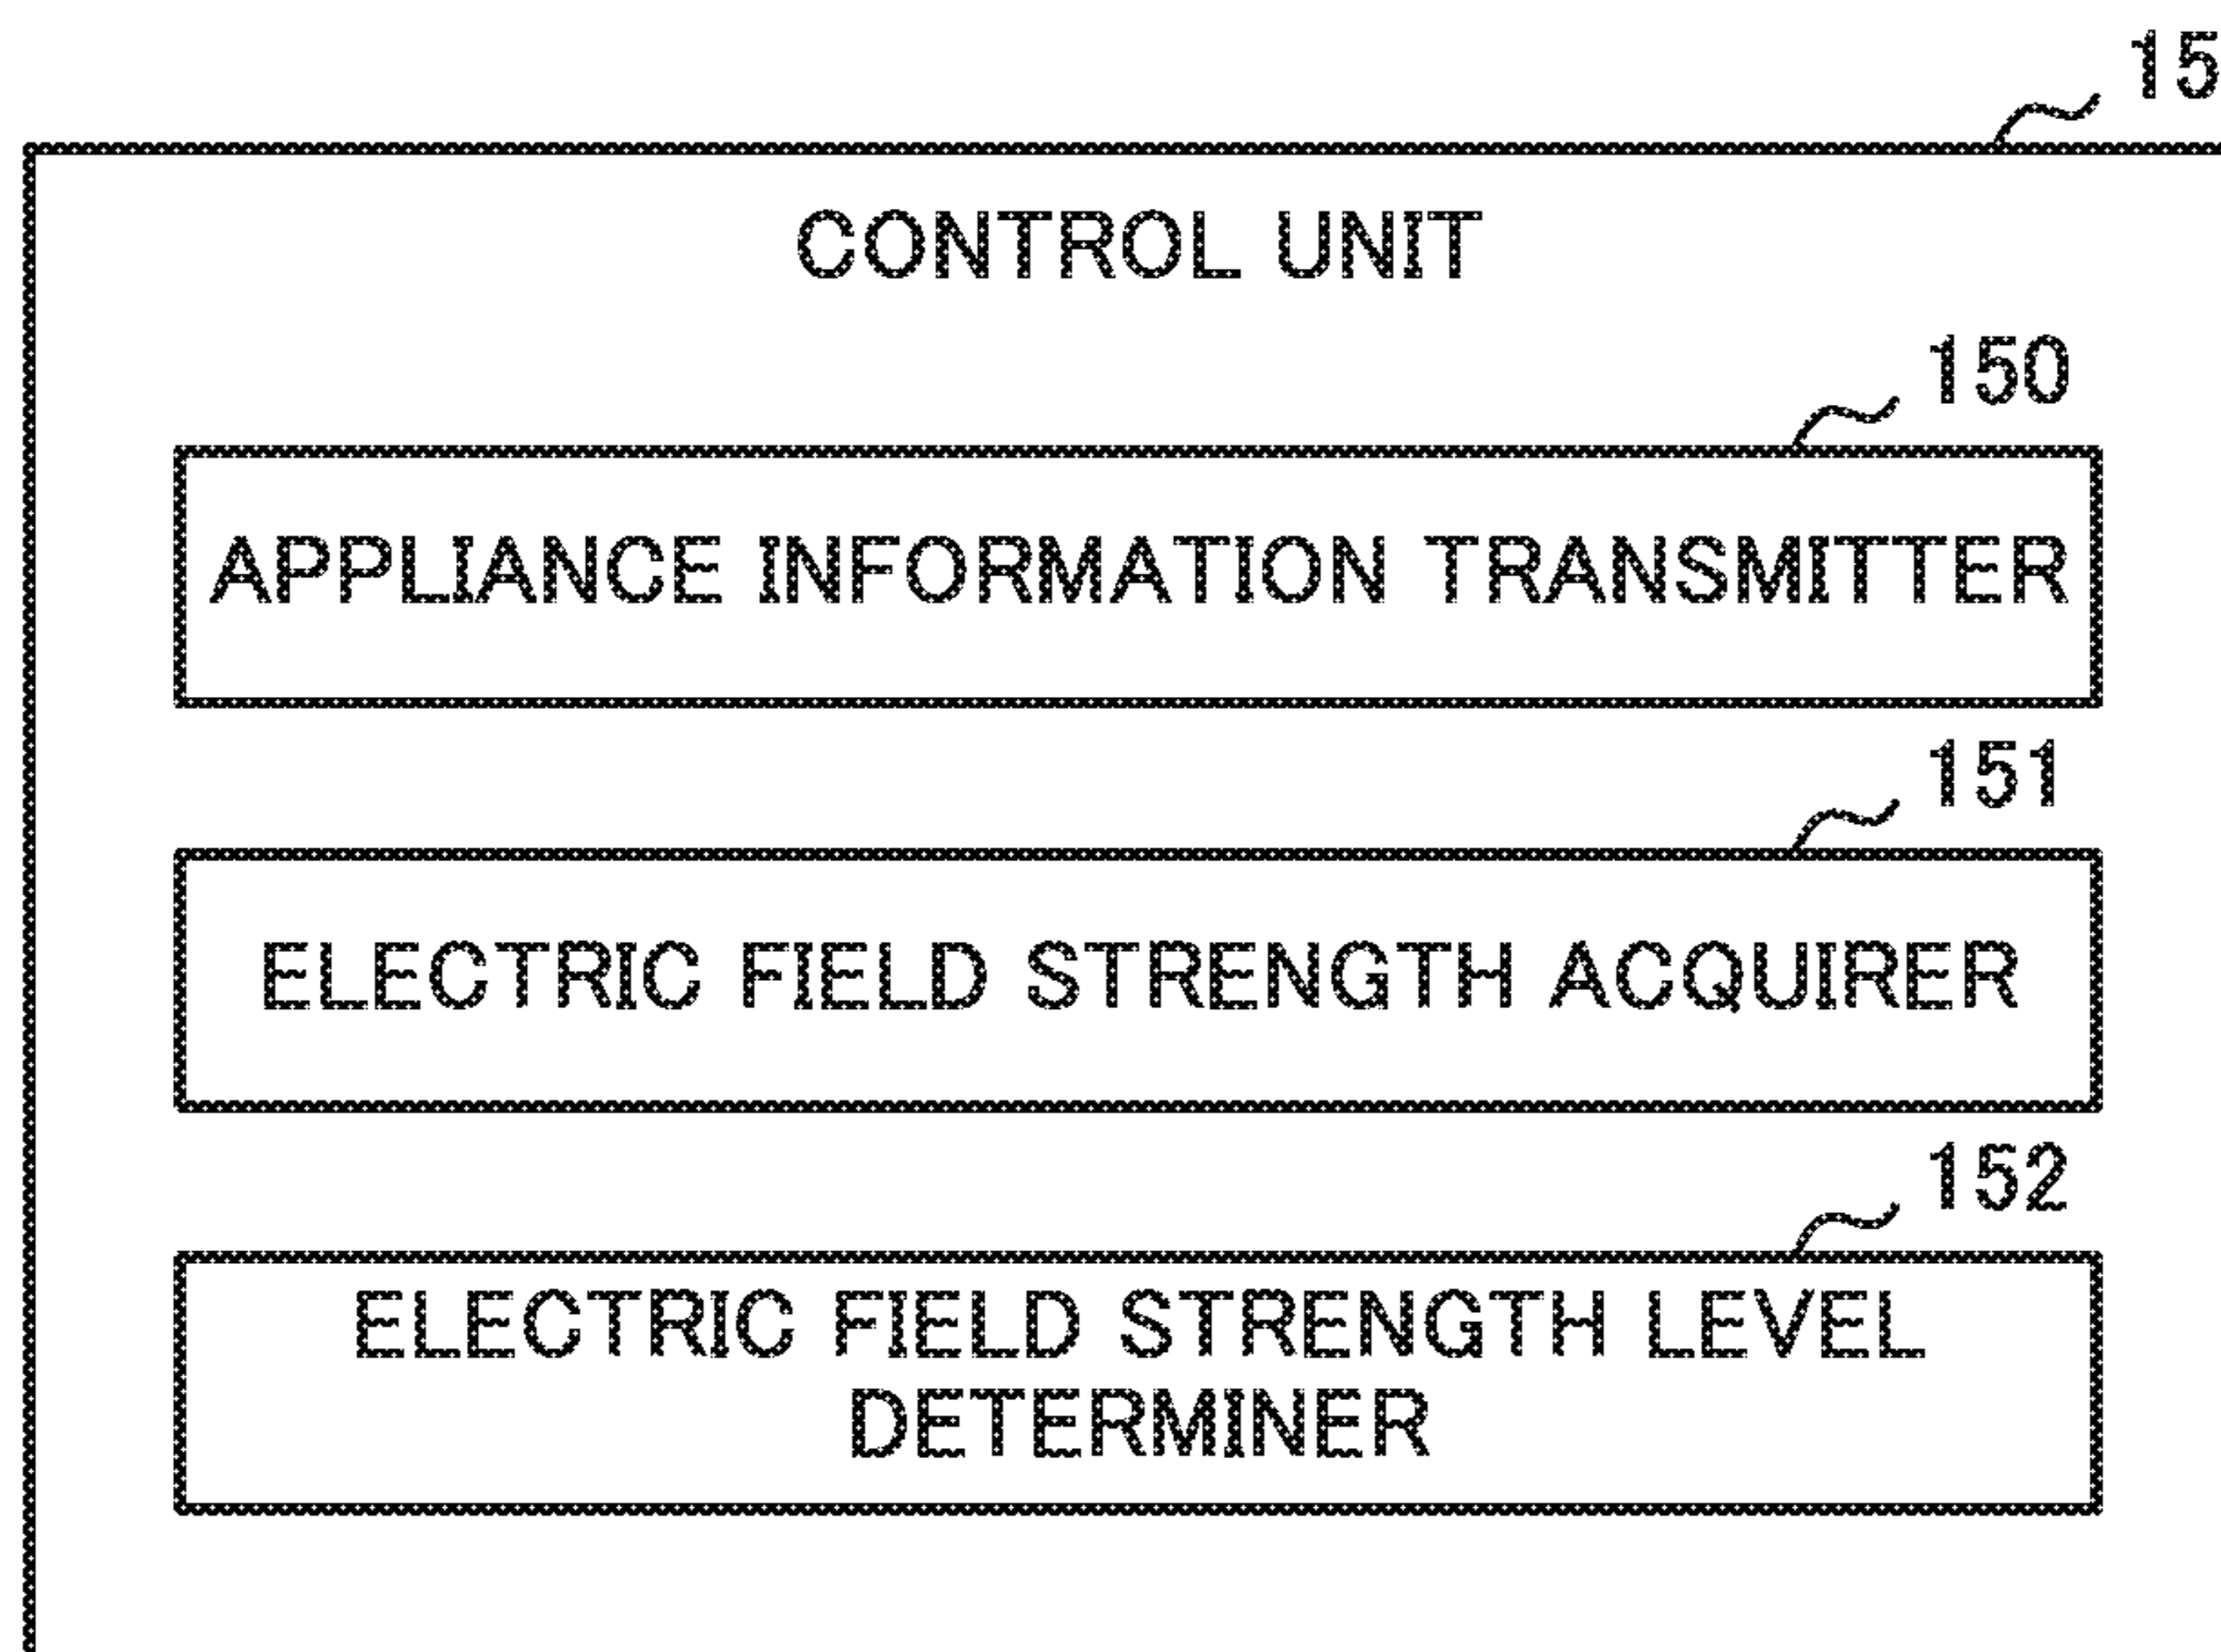 15
CONTROL UNIT
150
APPLIANCE INFORMATION TRANSMITTER
151
ELECTRIC FIELD STRENGTH ACQUIRER
152
ELECTRIC FIELD STRENGTH LEVEL
DETERMINER